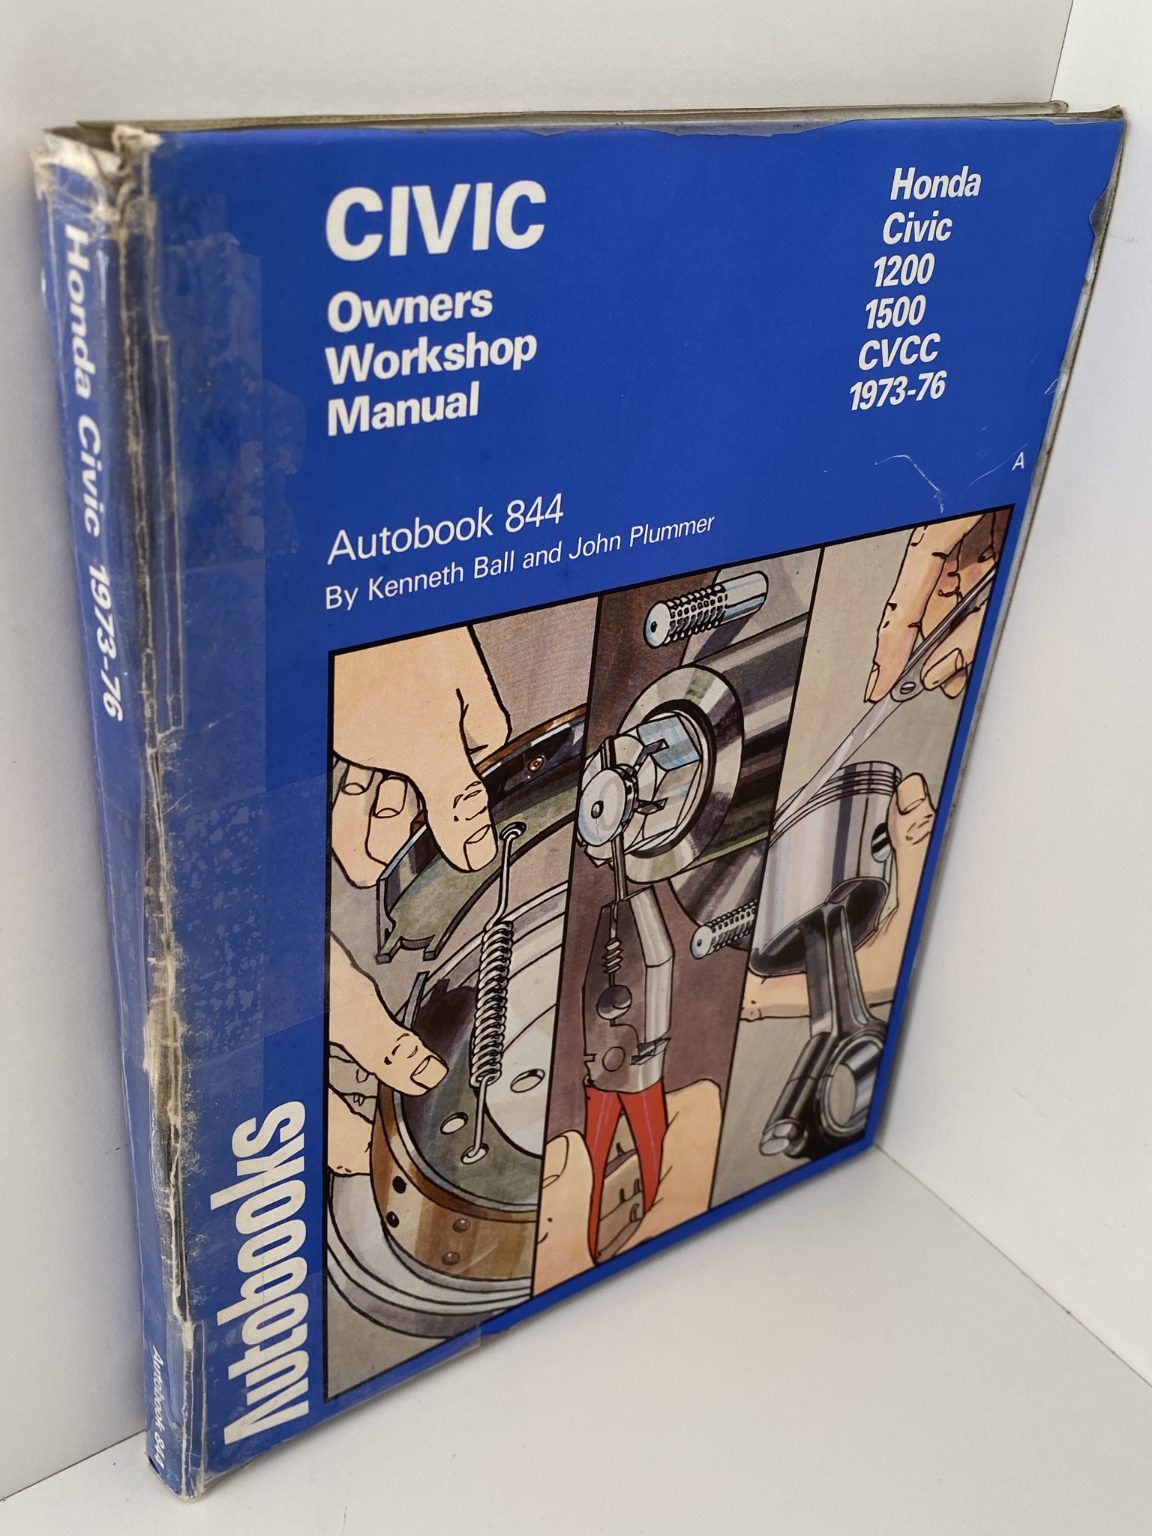 CIVIC
Owners
Workshop
Manual
Honda
Civic
1200
1500
CVCC
1973-76
A
Autobook 844
By Kenneth Ball and John Plummer
Autobooks
Honda Civic 1973-76
Autobook 844